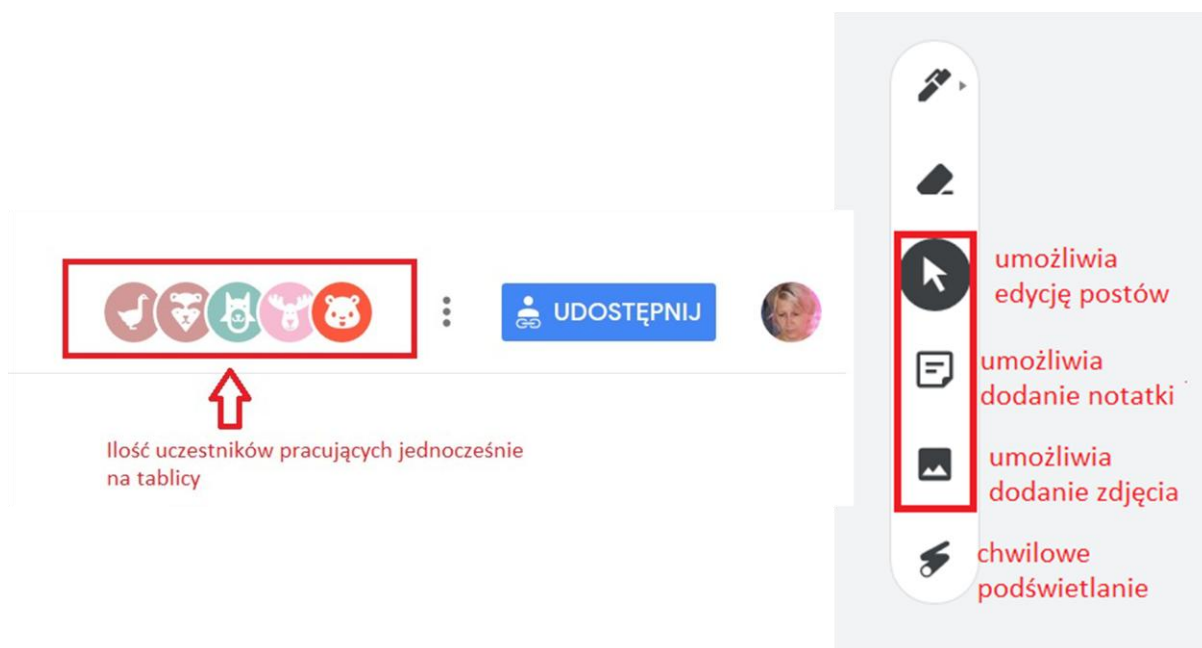 UDOSTĘPNIJ
Ilość uczestników pracujących jednocześnie
na tablicy
umożliwia
edycję postów
umożliwia
dodanie notatki
umożliwia
dodanie zdjęcia
chwilowe
podświetlanie